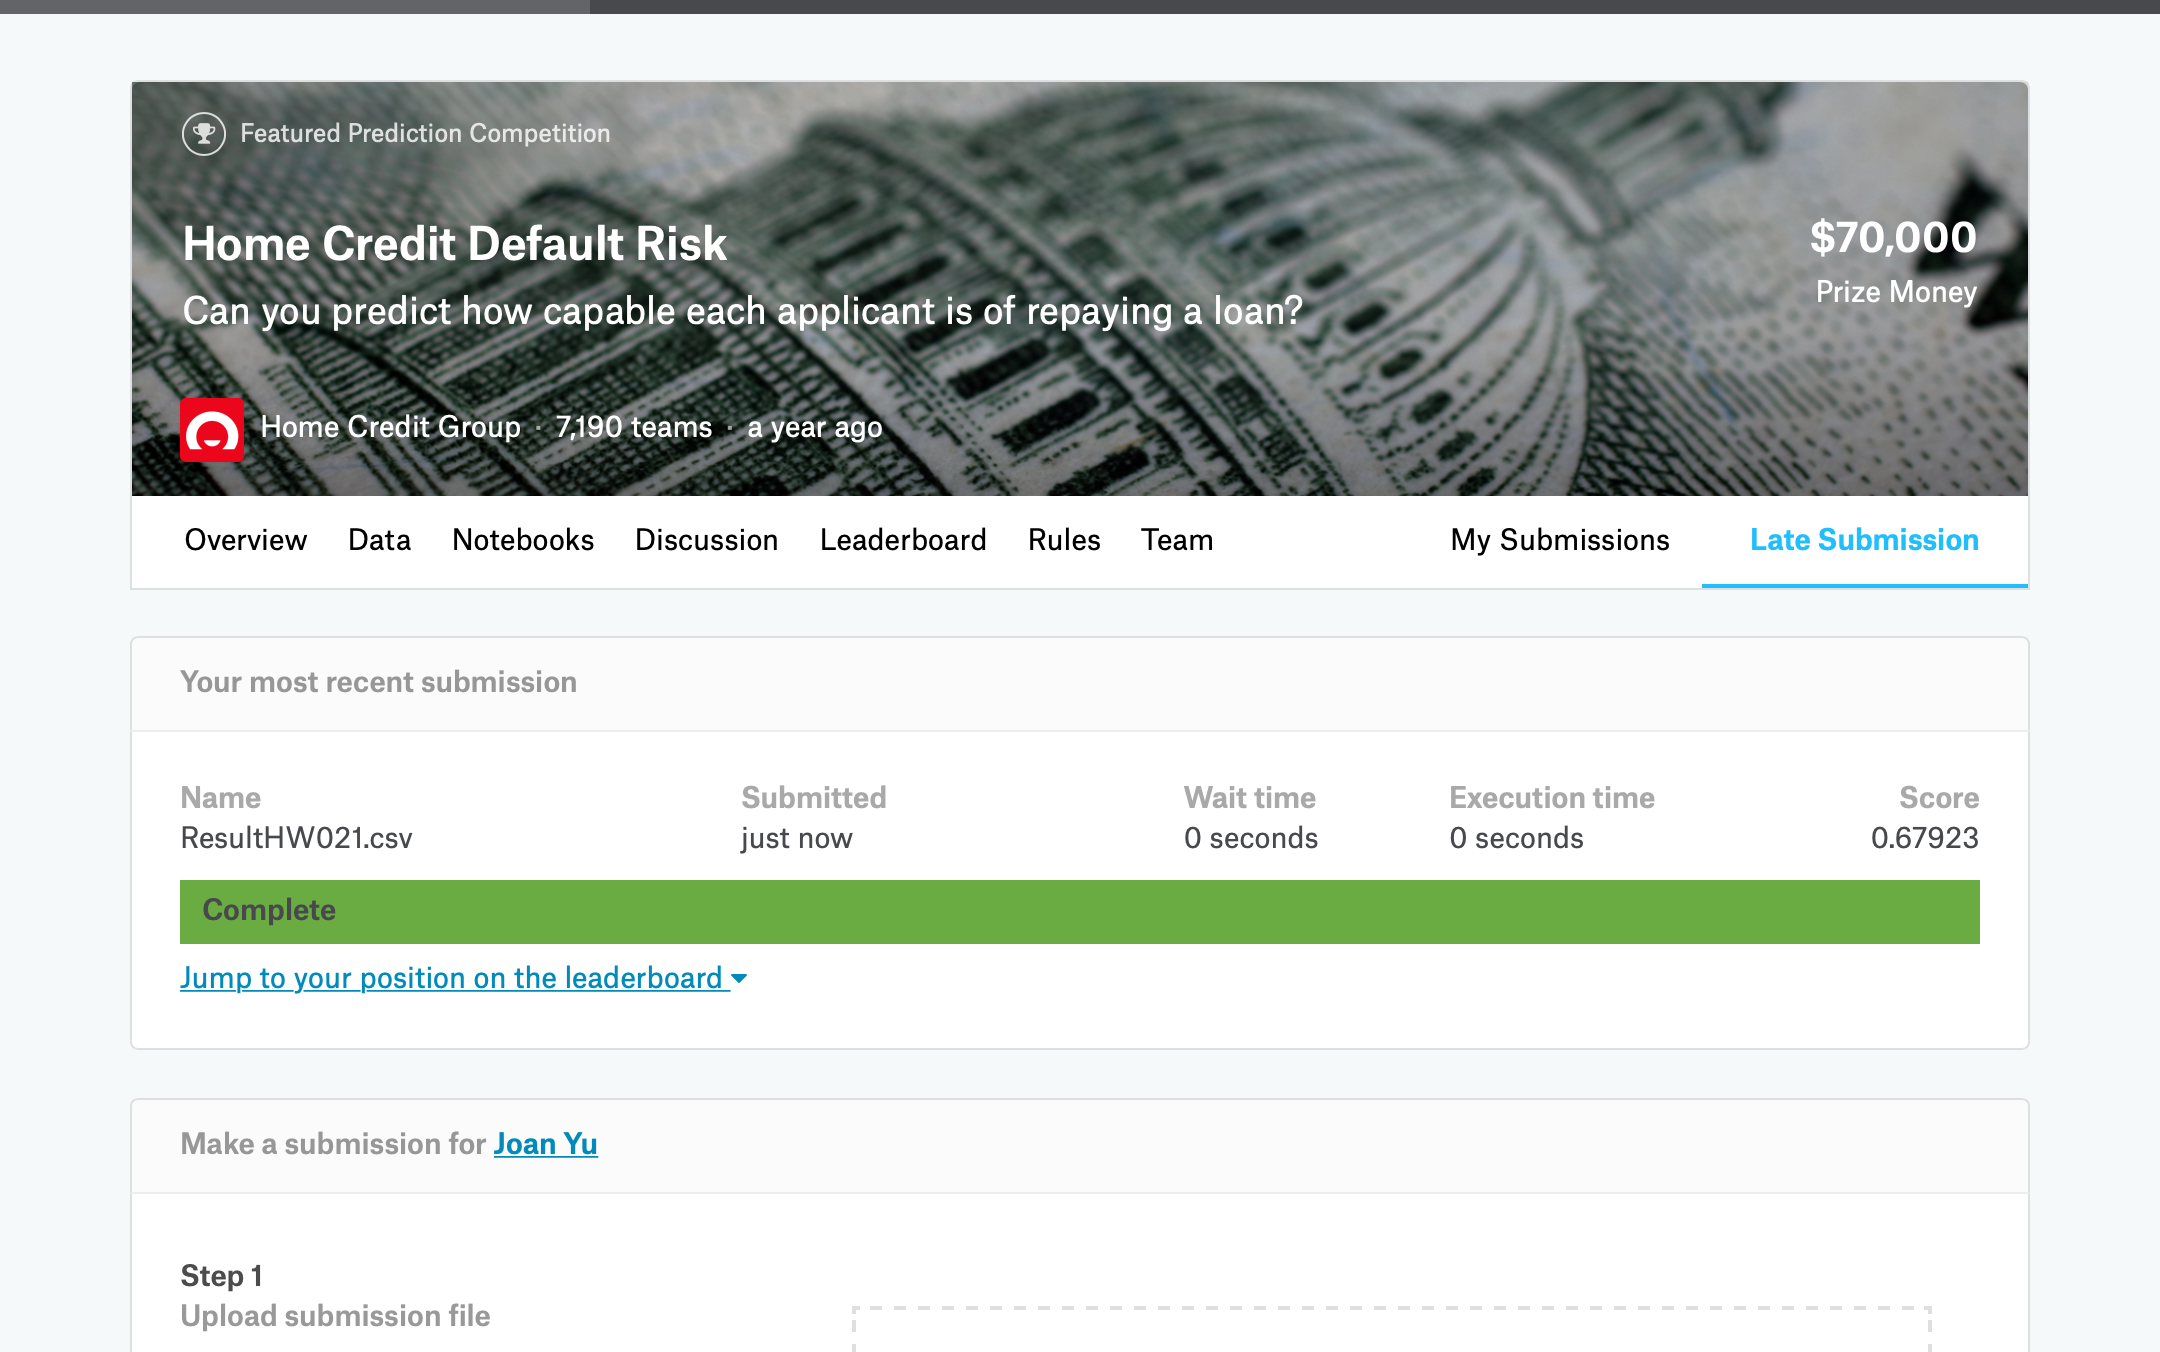 Featured Prediction Competition
Home Credit Default Risk
$70,000
Can you predict how capable each applicant is of repaying a loan?
Prize Money
Home Credit Group · 7,190 teams · a year ago
Overview Data Notebooks Discussion Leaderboard Rules Team My Submissions Late Submission
Your most recent submission
Name Submitted Wait time Execution time Score
ResultHW021.csv just now 0 seconds 0 seconds 0.67923
Complete
Jump to your position on the leaderboard
Make a submission for Joan Yu
Step 1
Upload submission file